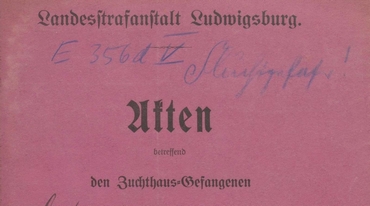 Landesstrafanstalt Ludwigsburg.
E 356 d V
Akten
betreffend
den Zuchthaus-Gefangenen